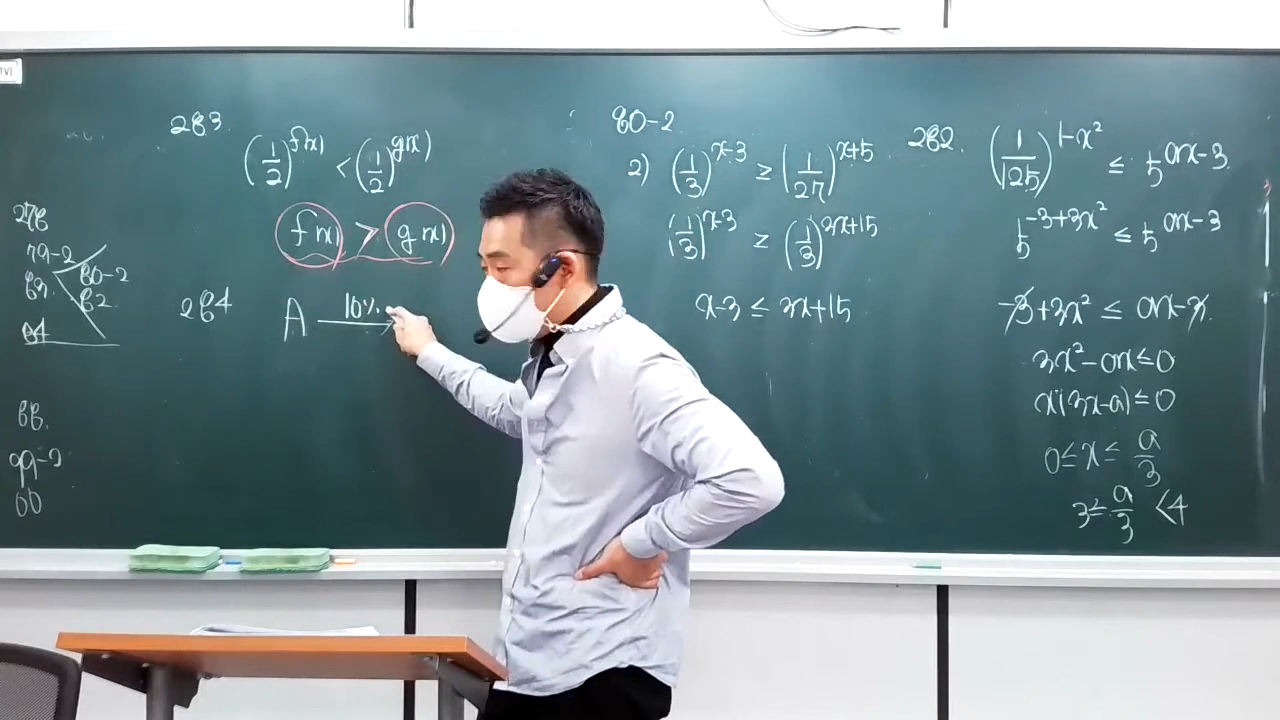 TV)
278
79-2
80-2
83.
82
84
88.
99-2
00
283.
(1/2)^f(x) < (1/2)^g(x)
f(x) > g(x)
284 A 10% →
80-2
2) (1/3)^(x-3) ≥ (1/27)^(x+5)
(1/3)^(x-3) ≥ (1/3)^(3x+15)
x-3 ≤ 3x+15
282. (1/125)^(1-x²) ≤ 5^(ax-3)
5^(-3+3x²) ≤ 5^(ax-3)
-3+3x² ≤ ax-3.
3x²-ax≤0
x(3x-a)≤0
0≤x≤ a/3
3≤ a/3 <4